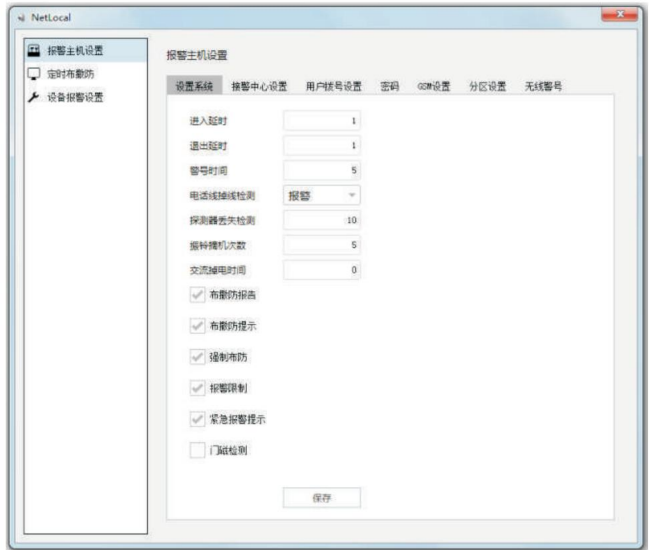 NetLocal
报警主机设置
定时布撤防
设备报警设置
报警主机设置
设置系统 接警中心设置 用户拨号设置 密码 GSM设置 分区设置 无线警号
进入延时 1
退出延时 1
警号时间 5
电话线掉线检测 报警
探测器丢失检测 10
振铃摘机次数 5
交流掉电时间 0
布撤防报告
布撤防提示
强制布防
报警限制
紧急报警提示
门磁检测
保存